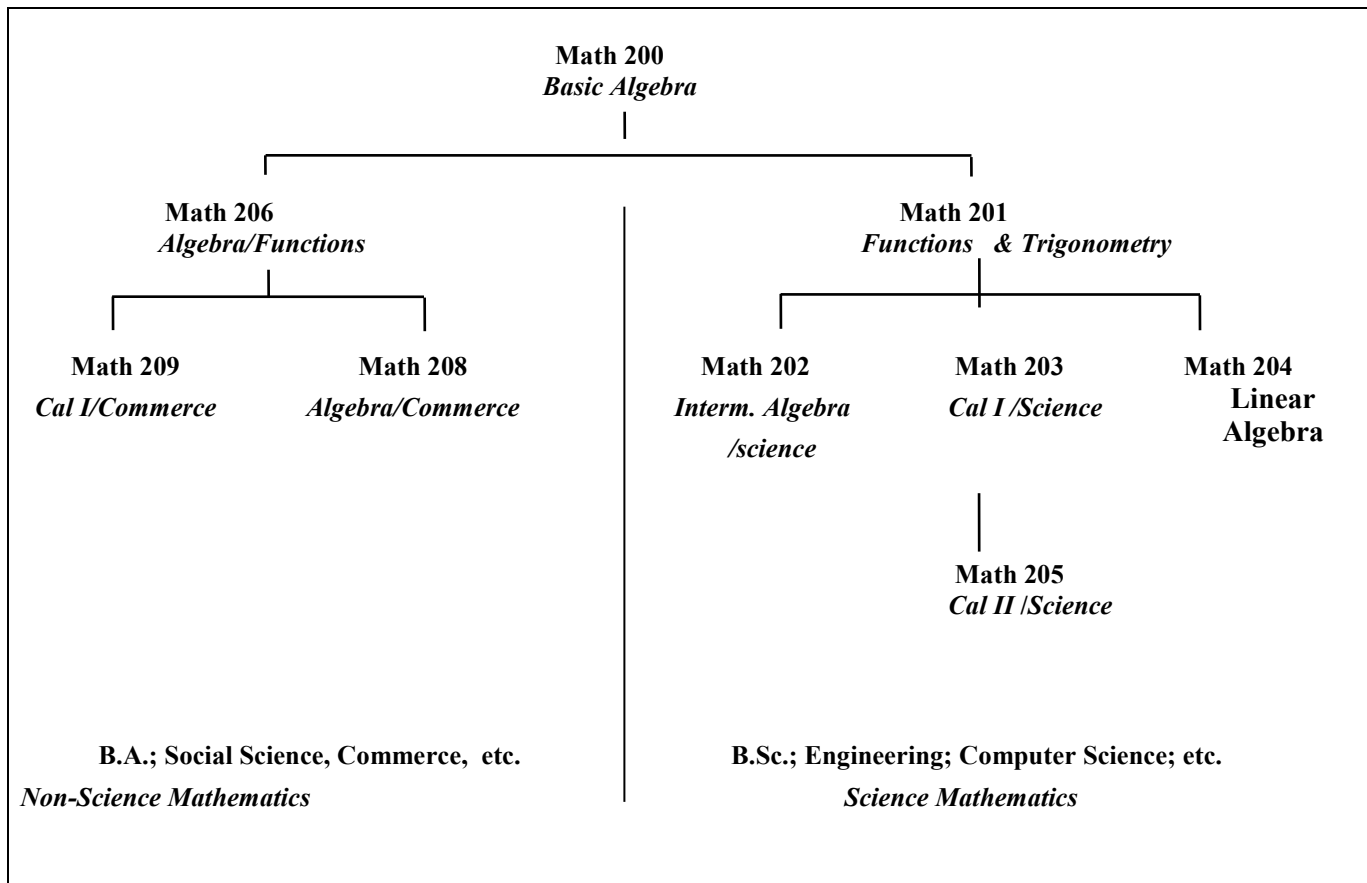 Math 200
Basic Algebra
Math 206
Algebra/Functions
Math 201
Functions & Trigonometry
Math 209
Cal I/Commerce
Math 208
Algebra/Commerce
Math 202
Interm. Algebra
/science
Math 203
Cal I /Science
Math 204
Linear
Algebra
Math 205
Cal II /Science
B.A.; Social Science, Commerce, etc.
Non-Science Mathematics
B.Sc.; Engineering; Computer Science; etc.
Science Mathematics